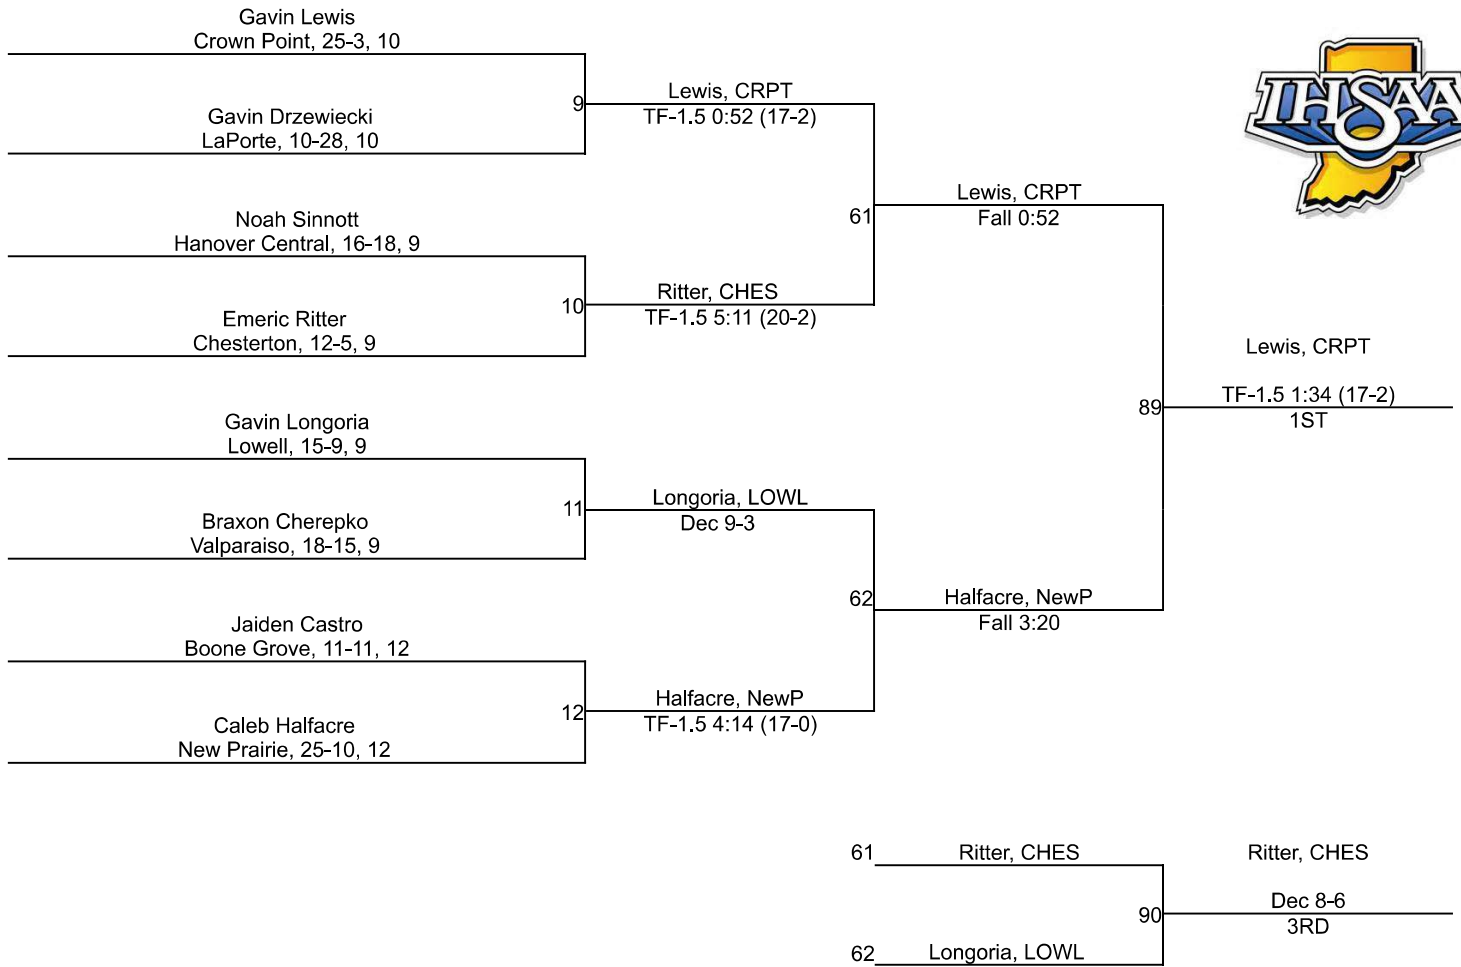 Gavin Lewis
Crown Point, 25-3, 10
Gavin Drzewiecki
LaPorte, 10-28, 10
Noah Sinnott
Hanover Central, 16-18, 9
Emeric Ritter
Chesterton, 12-5, 9
Gavin Longoria
Lowell, 15-9, 9
Braxon Cherepko
Valparaiso, 18-15, 9
Jaiden Castro
Boone Grove, 11-11, 12
Caleb Halfacre
New Prairie, 25-10, 12
9
Lewis, CRPT
TF-1.5 0:52 (17-2)
10
Ritter, CHES
TF-1.5 5:11 (20-2)
11
Longoria, LOWL
Dec 9-3
12
Halfacre, NewP
TF-1.5 4:14 (17-0)
61
Lewis, CRPT
Fall 0:52
62
Halfacre, NewP
Fall 3:20
IHSAA
89
Lewis, CRPT
TF-1.5 1:34 (17-2)
1ST
61
Ritter, CHES
62
Longoria, LOWL
90
Ritter, CHES
Dec 8-6
3RD